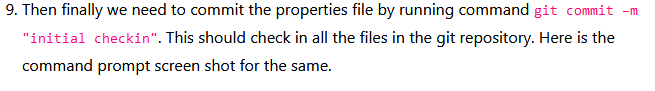 9. Then finally we need to commit the properties file by running command git commit -m
"initial checkin". This should check in all the files in the git repository. Here is the
command prompt screen shot for the same.